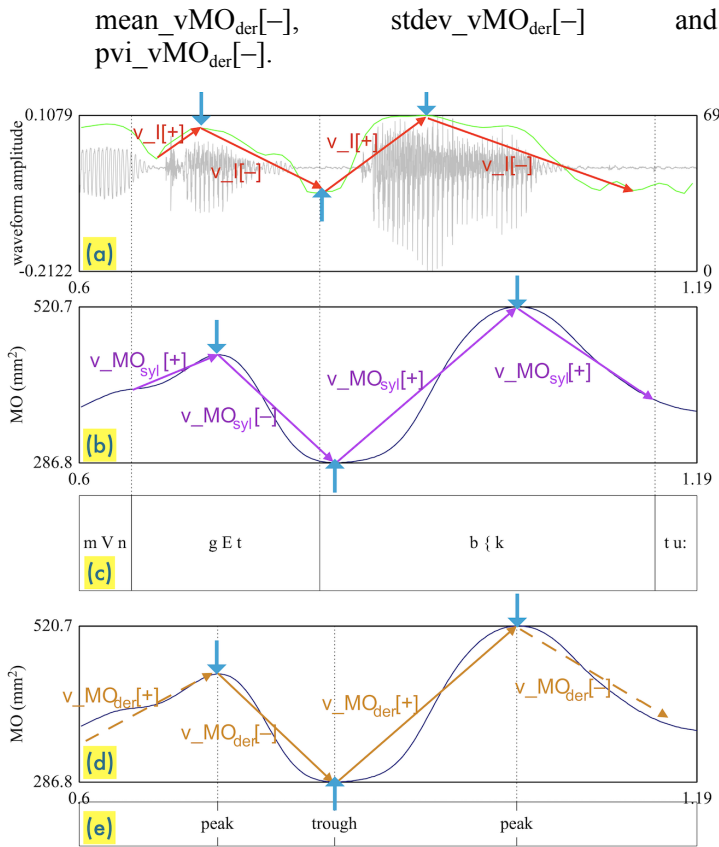 mean_vMOder[–], stdev_vMOder[–] and
pvi_vMOder[–].
0.1079
69
waveform amplitude
v_I[+]
v_I[–]
v_I[+]
v_I[–]
(a)
-0.2122
0
0.6
1.19
520.7
MO (mm²)
v_MOsyl[+]
v_MOsyl[–]
v_MOsyl[+]
v_MOsyl[+]
(b)
286.8
0.6
1.19
m V n
g E t
b { k
t u:
(c)
520.7
MO (mm²)
v_MOder[+]
v_MOder[–]
v_MOder[+]
v_MOder[–]
(d)
286.8
0.6
1.19
peak
trough
peak
(e)